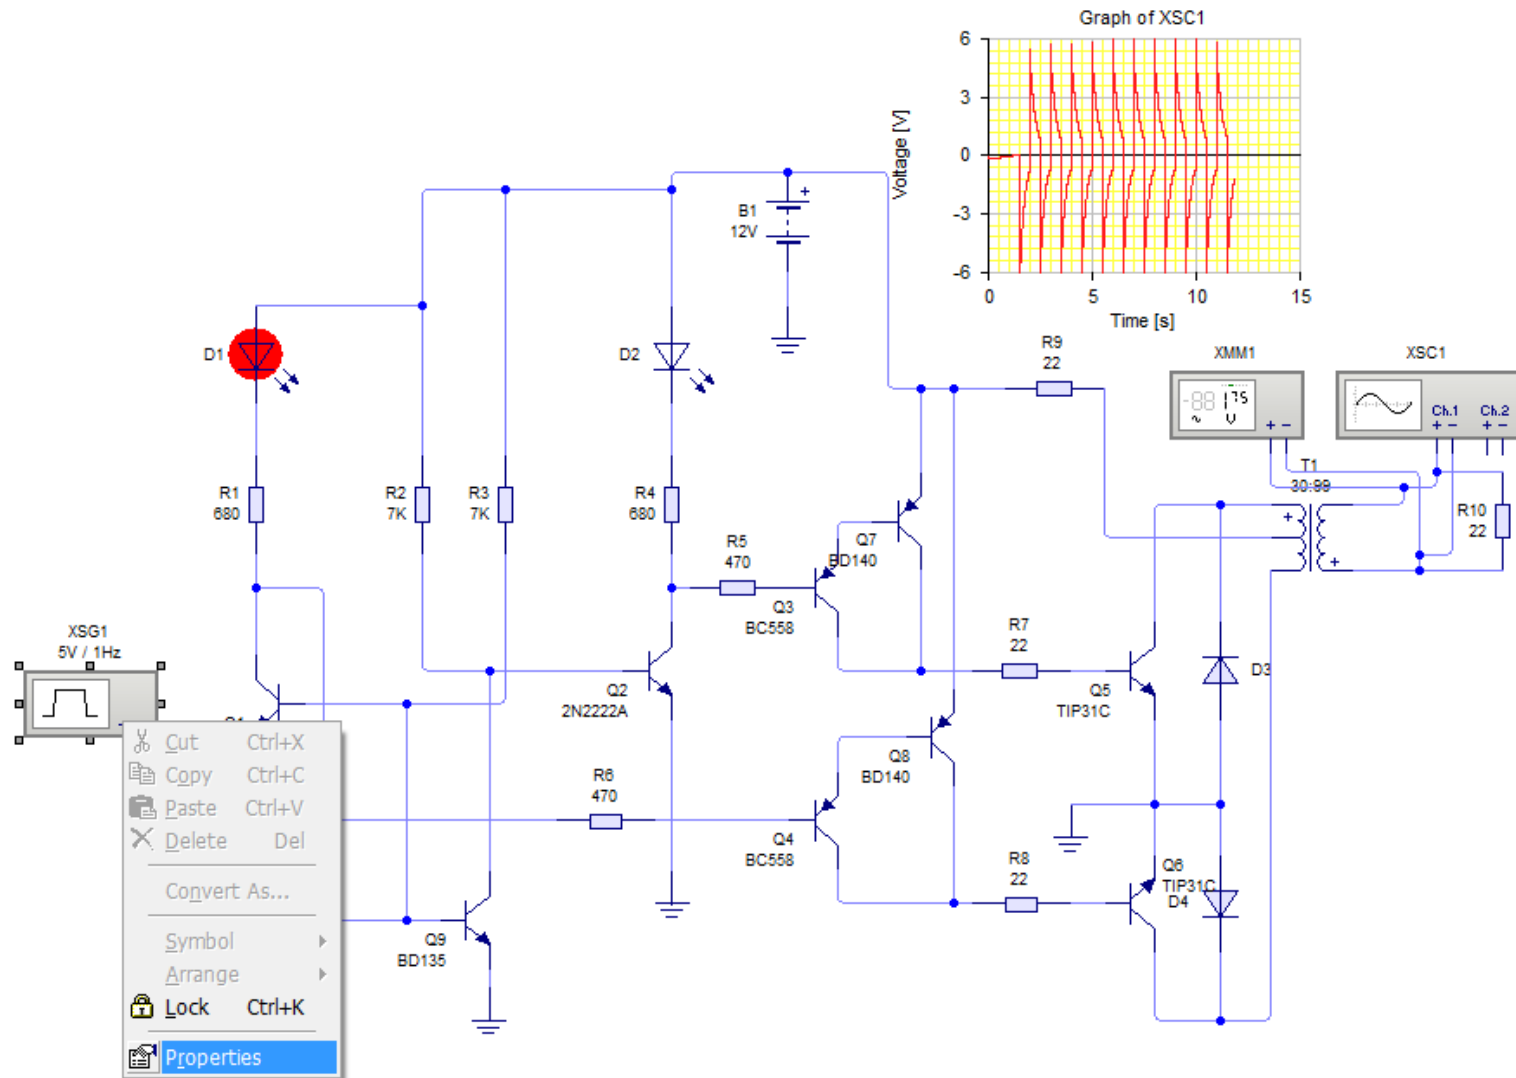 Graph of XSC1
Voltage [V]
6
3
0
-3
-6
0
5
10
15
Time [s]
B1
12V
+
D1
D2
R9
22
XMM1
XSC1
175
V
+ -
Ch.1
Ch.2
+ -
+ -
T1
30:99
R1
680
R2
7K
R3
7K
R4
680
R10
22
+
+
R5
470
Q7
BD140
Q3
BC558
XSG1
5V / 1Hz
R7
22
Q2
2N2222A
Q5
TIP31C
D3
Q8
BD140
R6
470
Q4
BC558
R8
22
Q6
TIP31C
D4
Q9
BD135
Cut Ctrl+X
Copy Ctrl+C
Paste Ctrl+V
Delete Del
Convert As...
Symbol
Arrange
Lock Ctrl+K
Properties